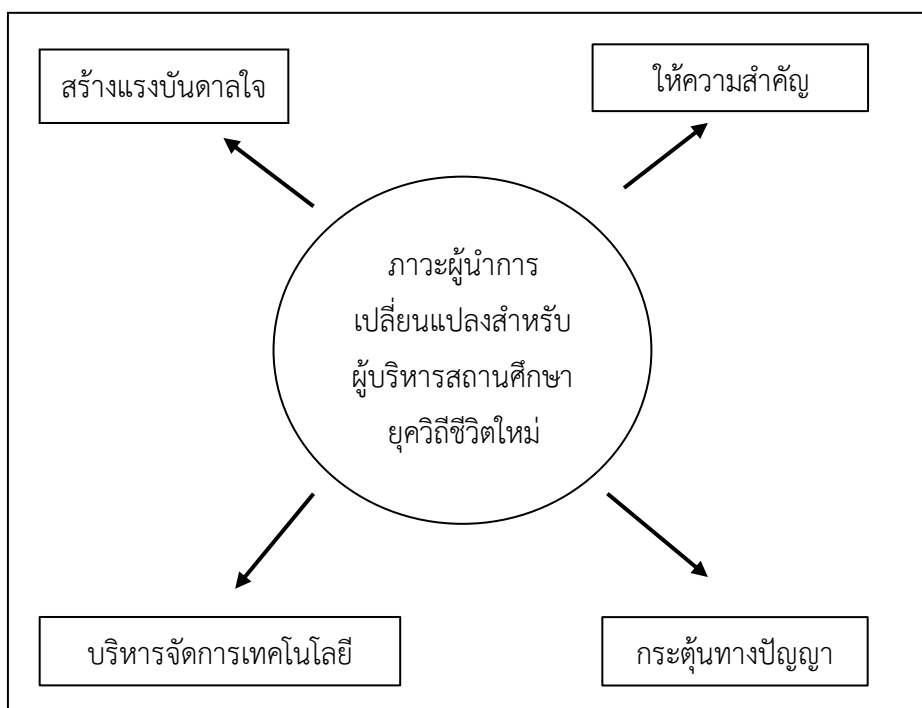 สร้างแรงบันดาลใจ
ให้ความสำคัญ
ภาวะผู้นำการ
เปลี่ยนแปลงสำหรับ
ผู้บริหารสถานศึกษา
ยุควิถีชีวิตใหม่
บริหารจัดการเทคโนโลยี
กระตุ้นทางปัญญา